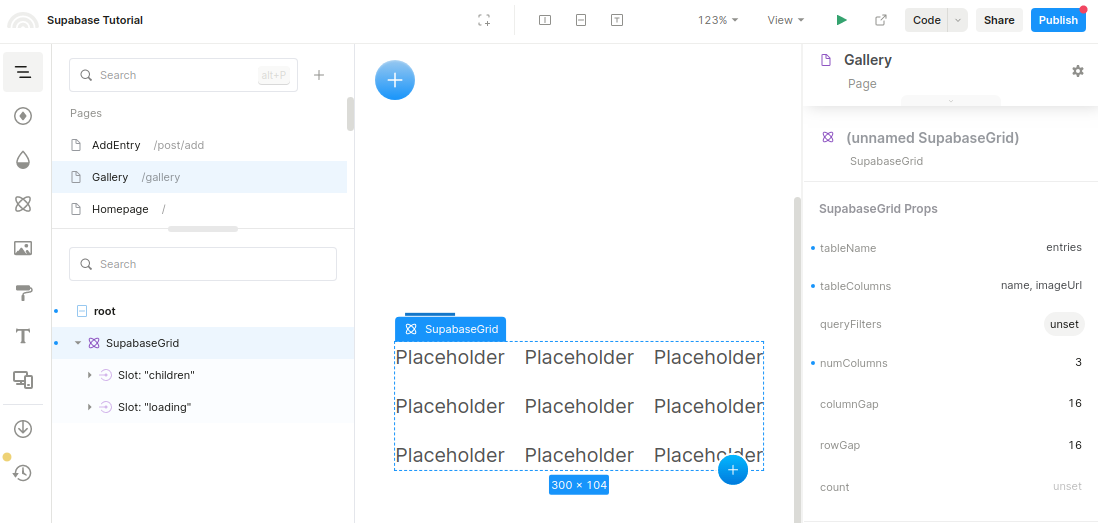 Supabase Tutorial
123%
View
Code
Share
Publish
Search
alt+P
Pages
AddEntry /post/add
Gallery /gallery
Homepage /
Search
root
SupabaseGrid
Slot: "children"
Slot: "loading"
SupabaseGrid
Placeholder Placeholder Placeholder
Placeholder Placeholder Placeholder
Placeholder Placeholder Placeholder
300 × 104
Gallery
Page
(unnamed SupabaseGrid)
SupabaseGrid
SupabaseGrid Props
tableName entries
tableColumns name, imageUrl
queryFilters unset
numColumns 3
columnGap 16
rowGap 16
count unset